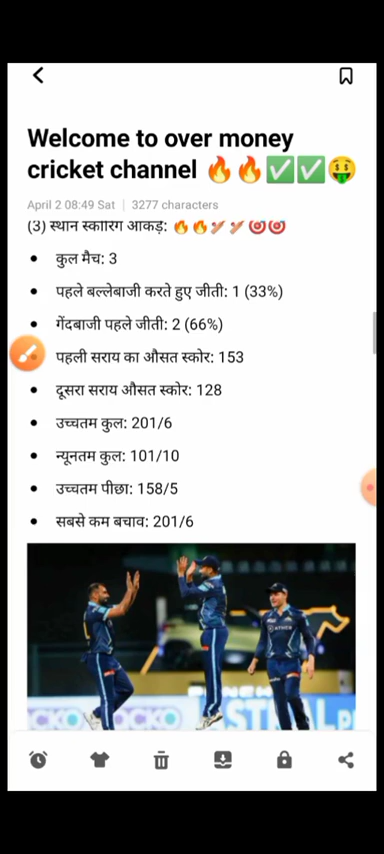 Welcome to over money
cricket channel 🔥🔥✅✅🤑
April 2 08:49 Sat | 3277 characters
(3) स्थान स्कोरिंग आंकड़े: 🔥🔥🏏🏏🎯🎯
• कुल मैच: 3
• पहले बल्लेबाजी करते हुए जीती: 1 (33%)
• गेंदबाजी पहले जीती: 2 (66%)
• पहली सराय का औसत स्कोर: 153
• दूसरा सराय औसत स्कोर: 128
• उच्चतम कुल: 201/6
• न्यूनतम कुल: 101/10
• उच्चतम पीछा: 158/5
• सबसे कम बचाव: 201/6
ATHER